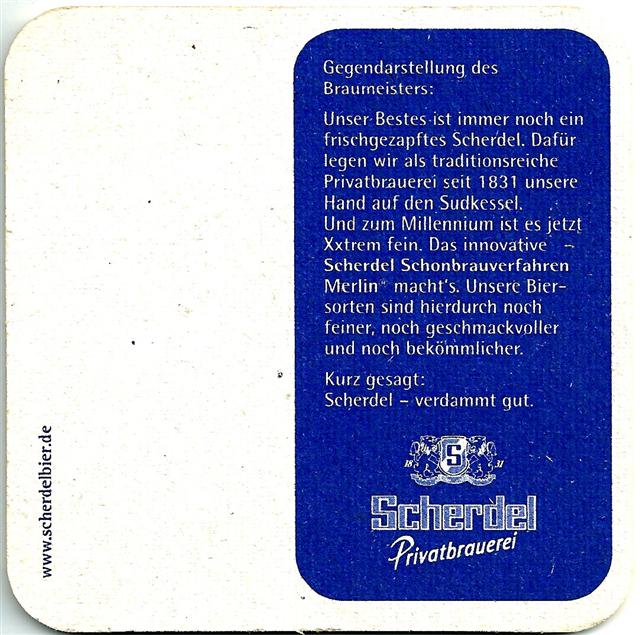 Gegendarstellung des
Braumeisters:
Unser Bestes ist immer noch ein
frischgezapftes Scherdel. Dafür
legen wir als traditionsreiche
Privatbrauerei seit 1831 unsere
Hand auf den Sudkessel.
Und zum Millennium ist es jetzt
Xxtrem fein. Das innovative –
Scherdel Schonbrauverfahren
Merlin® macht's. Unsere Bier-
sorten sind hierdurch noch
feiner, noch geschmackvoller
und noch bekömmlicher.
Kurz gesagt:
Scherdel – verdammt gut.
18 S 31
Scherdel
Privatbrauerei
www.scherdelbier.de